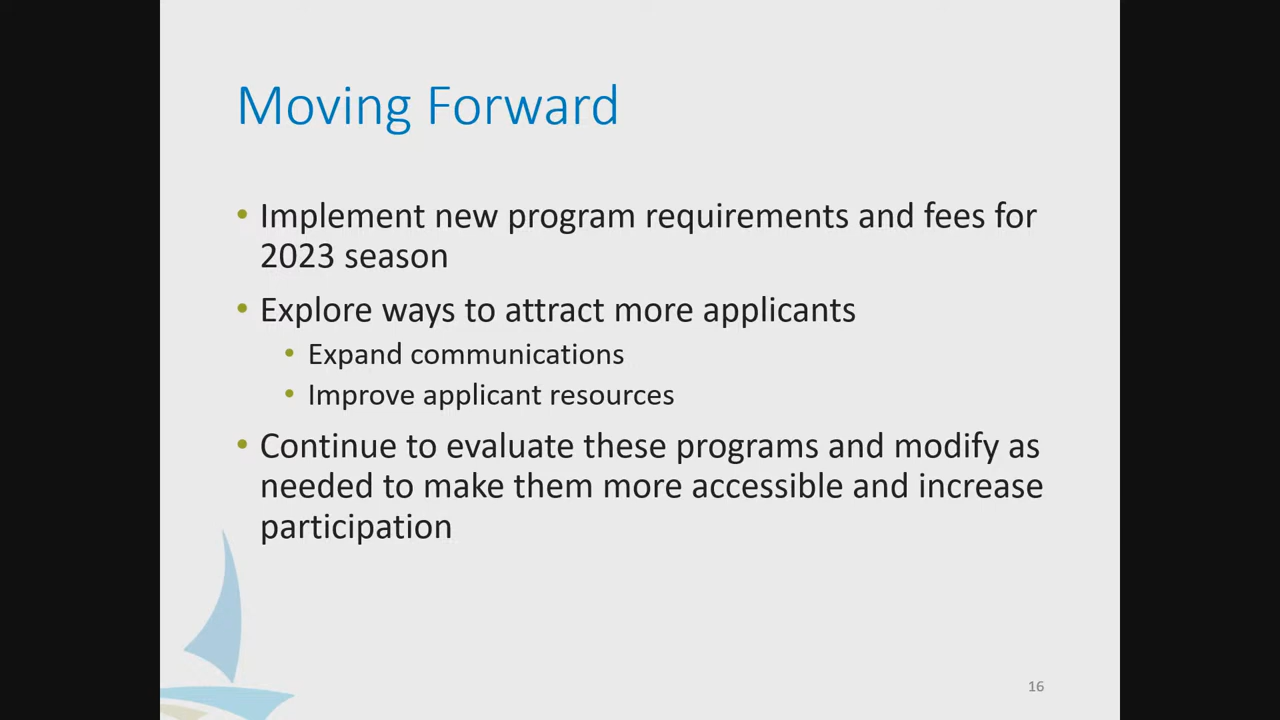 Moving Forward
• Implement new program requirements and fees for
2023 season
• Explore ways to attract more applicants
• Expand communications
• Improve applicant resources
• Continue to evaluate these programs and modify as
needed to make them more accessible and increase
participation
16